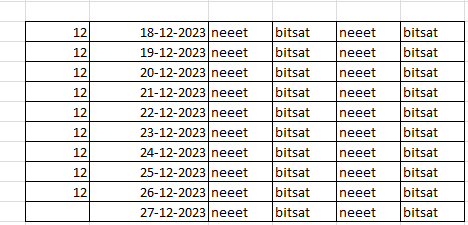 12 18-12-2023 neeet bitsat neeet bitsat
12 19-12-2023 neeet bitsat neeet bitsat
12 20-12-2023 neeet bitsat neeet bitsat
12 21-12-2023 neeet bitsat neeet bitsat
12 22-12-2023 neeet bitsat neeet bitsat
12 23-12-2023 neeet bitsat neeet bitsat
12 24-12-2023 neeet bitsat neeet bitsat
12 25-12-2023 neeet bitsat neeet bitsat
12 26-12-2023 neeet bitsat neeet bitsat
27-12-2023 neeet bitsat neeet bitsat